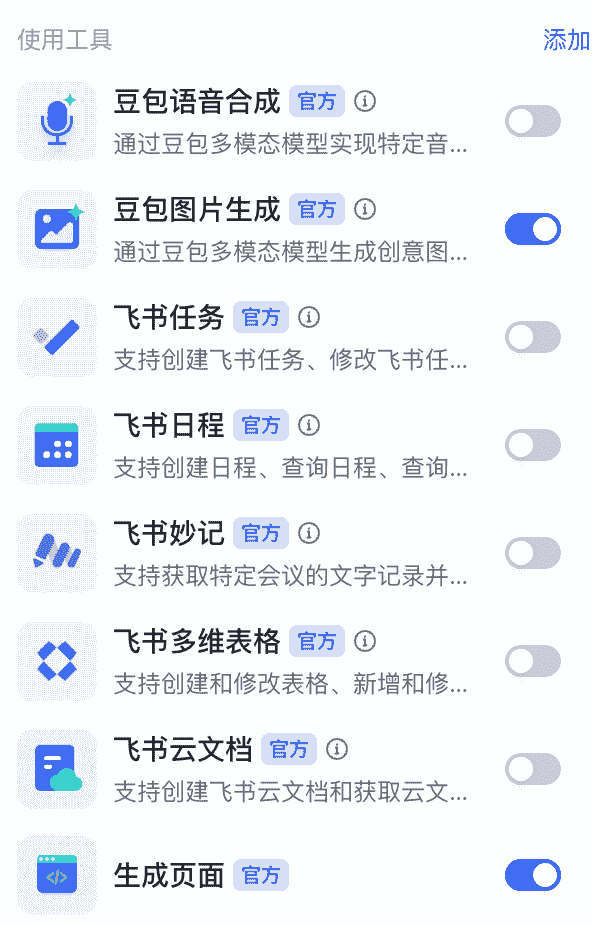 使用工具 添加
豆包语音合成 官方
通过豆包多模态模型实现特定音...
豆包图片生成 官方
通过豆包多模态模型生成创意图...
飞书任务 官方
支持创建飞书任务、修改飞书任...
飞书日程 官方
支持创建日程、查询日程、查询...
飞书妙记 官方
支持获取特定会议的文字记录并...
飞书多维表格 官方
支持创建和修改表格、新增和修...
飞书云文档 官方
支持创建飞书云文档和获取云文...
生成页面 官方